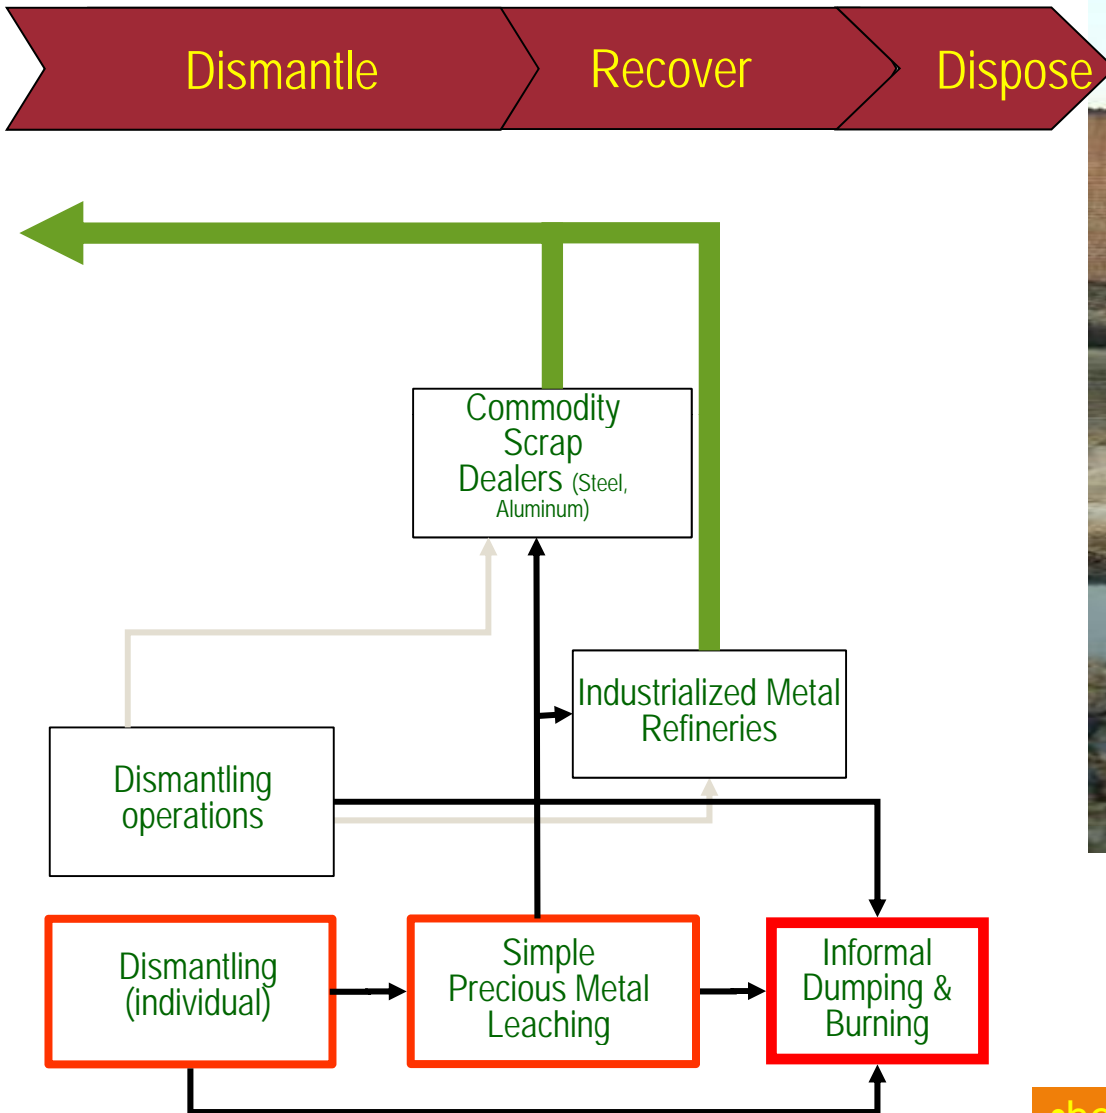 Dismantle
Recover
Dispose
Commodity
Scrap
Dealers (Steel,
Aluminum)
Industrialized Metal
Refineries
Dismantling
operations
Dismantling
(individual)
Simple
Precious Metal
Leaching
Informal
Dumping &
Burning